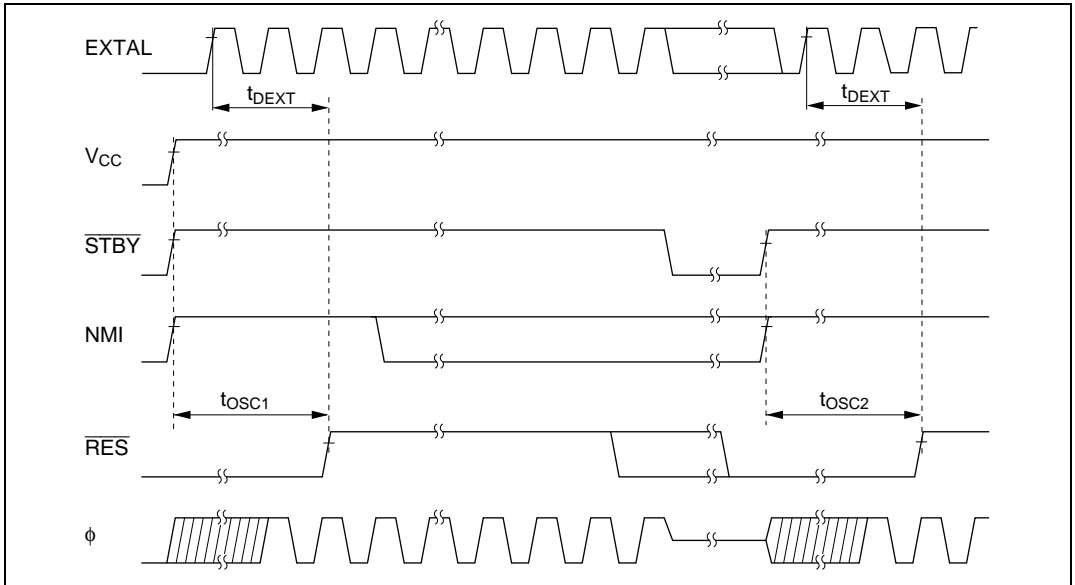 EXTAL
tDEXT tDEXT
VCC
STBY
NMI
tOSC1 tOSC2
RES
ϕ